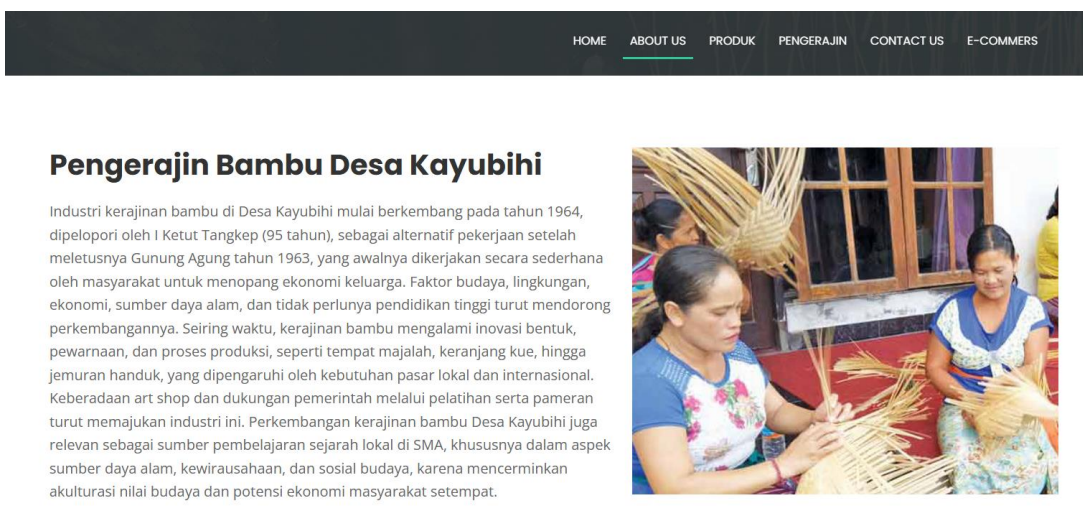 HOME ABOUT US PRODUK PENGERAJIN CONTACT US E-COMMERS
Pengerajin Bambu Desa Kayubihi
Industri kerajinan bambu di Desa Kayubihi mulai berkembang pada tahun 1964,
dipelopori oleh I Ketut Tangkep (95 tahun), sebagai alternatif pekerjaan setelah
meletusnya Gunung Agung tahun 1963, yang awalnya dikerjakan secara sederhana
oleh masyarakat untuk menopang ekonomi keluarga. Faktor budaya, lingkungan,
ekonomi, sumber daya alam, dan tidak perlunya pendidikan tinggi turut mendorong
perkembangannya. Seiring waktu, kerajinan bambu mengalami inovasi bentuk,
pewarnaan, dan proses produksi, seperti tempat majalah, keranjang kue, hingga
jemuran handuk, yang dipengaruhi oleh kebutuhan pasar lokal dan internasional.
Keberadaan art shop dan dukungan pemerintah melalui pelatihan serta pameran
turut memajukan industri ini. Perkembangan kerajinan bambu Desa Kayubihi juga
relevan sebagai sumber pembelajaran sejarah lokal di SMA, khususnya dalam aspek
sumber daya alam, kewirausahaan, dan sosial budaya, karena mencerminkan
akulturasi nilai budaya dan potensi ekonomi masyarakat setempat.